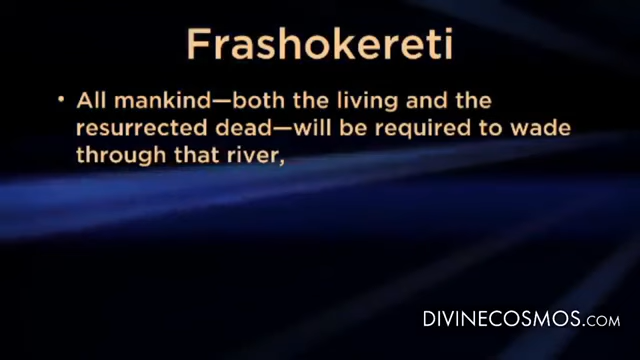 Frashokereti
• All mankind—both the living and the
resurrected dead—will be required to wade
through that river,
DIVINECOSMOS.COM